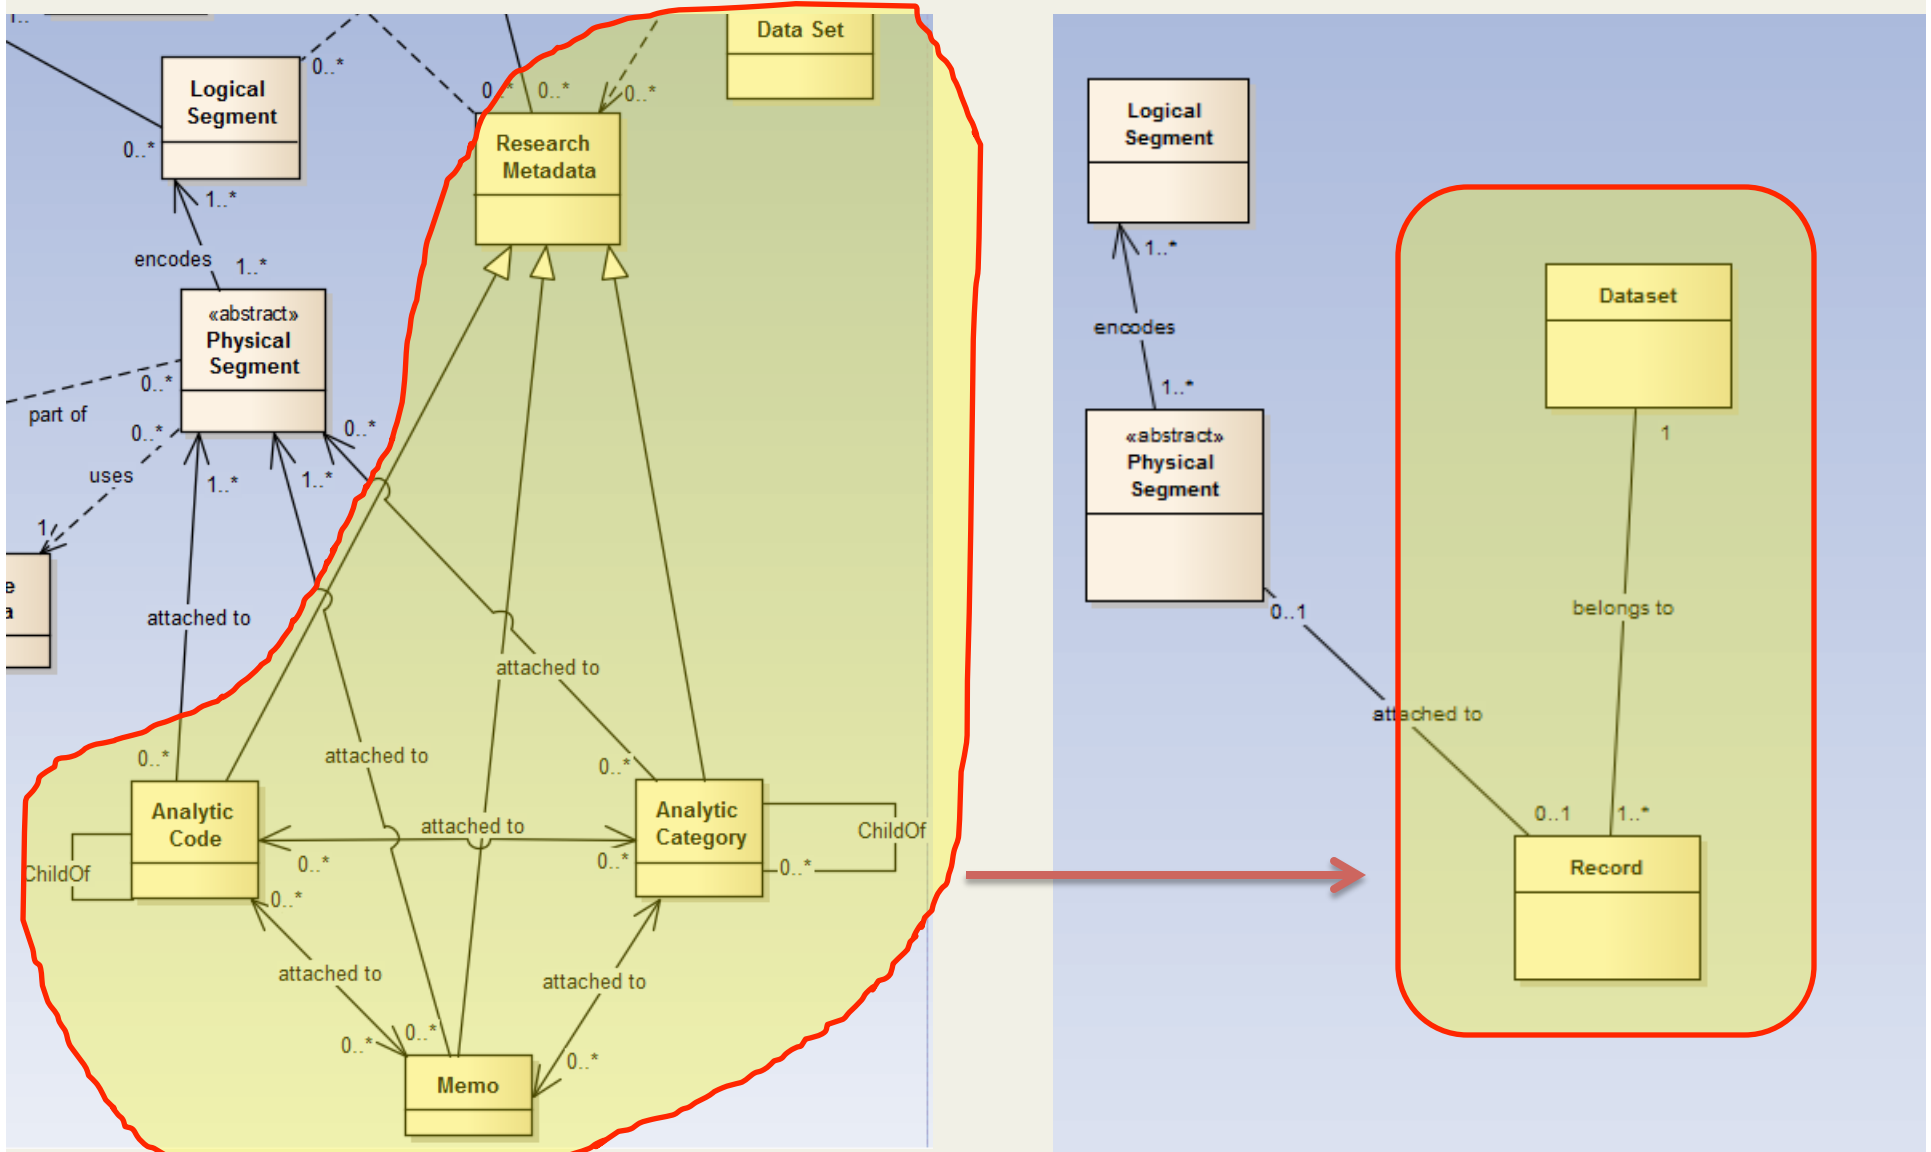 1..
Data Set
0..*
Logical
Segment
0..*
0..*
0..*
0..*
Research
Metadata
0..*
1..*
encodes
1..*
«abstract»
Physical
Segment
0..*
part of
0..*
0..*
uses
1..*
1..*
1
e
a
attached to
attached to
attached to
0..*
0..*
Analytic
Code
attached to
Analytic
Category
ChildOf
0..*
0..*
0..*
ChildOf
0..*
attached to
attached to
0..*
0..*
0..*
Memo
Logical
Segment
1..*
encodes
1..*
«abstract»
Physical
Segment
0..1
attached to
Dataset
1
belongs to
0..1
1..*
Record